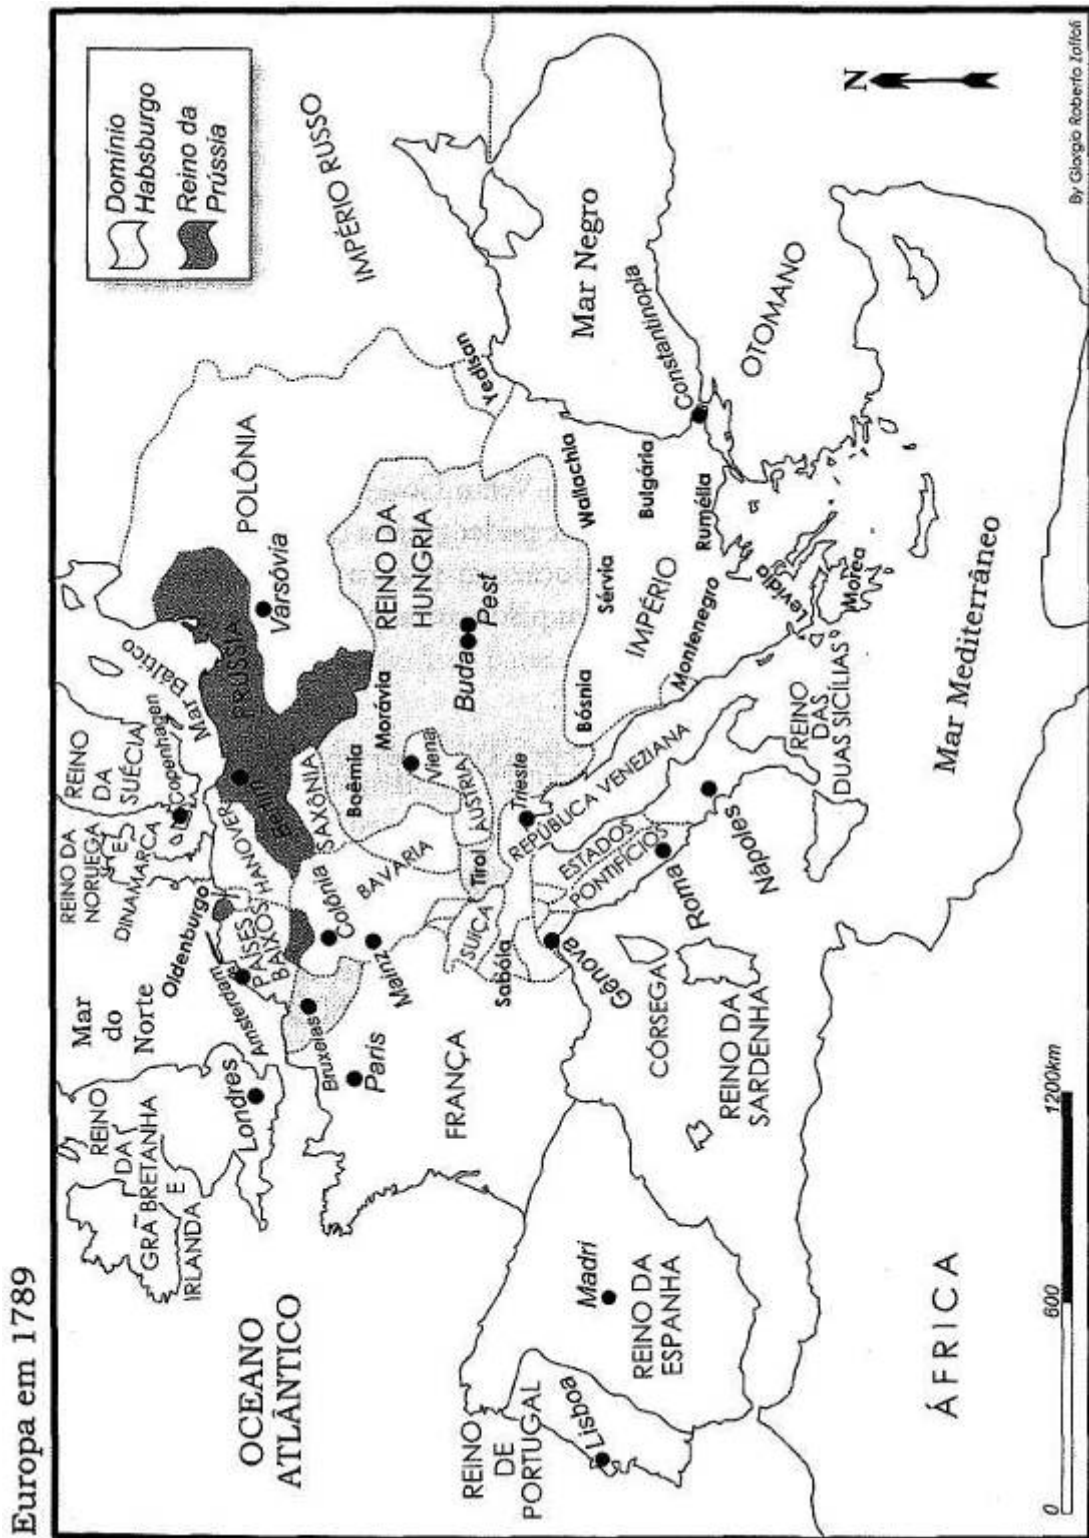 Europa em 1789
Domínio
Habsburgo
Reino da
Prússia
IMPÉRIO RUSSO
N
REINO DA
NORUEGA
E
DINAMARCA
REINO
DA
SUÉCIA
Copenhagen
Mar Báltico
Mar
do
Norte
REINO
DA
GRÃ BRETANHA
E
IRLANDA E
Londres
Oldenburgo
Amsterdam
PAÍSES
BAIXOS
HANOVER
Berlin
PRÚSSIA
POLÔNIA
Varsóvia
SAXÔNIA
Colônia
Bruxelas
Mainz
Paris
FRANÇA
Boêmia
Morávia
BAVARIA
Viena
AUSTRIA
Tirol
SUIÇA
Sabóia
REINO DA
HUNGRIA
Buda
Pest
Yedisan
OCEANO
ATLÂNTICO
Trieste
REPÚBLICA VENEZIANA
Gênova
ESTADOS
PONTIFÍCIOS
Roma
Nápoles
CÓRSEGA
REINO DA
SARDENHA
REINO
DAS
DUAS SICÍLIAS
Bósnia
Sérvia
Wallachia
Bulgária
Rumélia
Montenegro
IMPÉRIO
OTOMANO
Levidia
Morea
Constantinopla
Mar Negro
REINO
DE
PORTUGAL
Lisboa
Madri
REINO DA
ESPANHA
Mar Mediterrâneo
ÁFRICA
0
600
1200km
By Giorgio Roberto Zaffoli